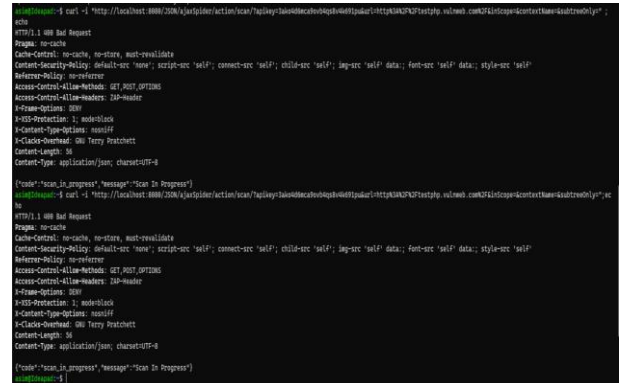 asim@Ideapad:~$ curl -i "http://localhost:8080/JSON/ajaxSpider/action/scan/?apikey=&url=http%3A%2F%2Ftestphp.vulnweb.com%2F&inScope=&contextName=&subtreeOnly=" ;
echo
HTTP/1.1 400 Bad Request
Pragma: no-cache
Cache-Control: no-cache, no-store, must-revalidate
Content-Security-Policy: default-src 'none'; script-src 'self'; connect-src 'self'; child-src 'self'; img-src 'self' data:; font-src 'self' data:; style-src 'self'
Referrer-Policy: no-referrer
Access-Control-Allow-Methods: GET,POST,OPTIONS
Access-Control-Allow-Headers: ZAP-Header
X-Frame-Options: DENY
X-XSS-Protection: 1; mode=block
X-Content-Type-Options: nosniff
X-Clacks-Overhead: GNU Terry Pratchett
Content-Length: 56
Content-Type: application/json; charset=UTF-8
{"code":"scan_in_progress","message":"Scan In Progress"}
asim@Ideapad:~$ curl -i "http://localhost:8080/JSON/ajaxSpider/action/scan/?apikey=&url=http%3A%2F%2Ftestphp.vulnweb.com%2F&inScope=&contextName=&subtreeOnly=";ec
ho
HTTP/1.1 400 Bad Request
Pragma: no-cache
Cache-Control: no-cache, no-store, must-revalidate
Content-Security-Policy: default-src 'none'; script-src 'self'; connect-src 'self'; child-src 'self'; img-src 'self' data:; font-src 'self' data:; style-src 'self'
Referrer-Policy: no-referrer
Access-Control-Allow-Methods: GET,POST,OPTIONS
Access-Control-Allow-Headers: ZAP-Header
X-Frame-Options: DENY
X-XSS-Protection: 1; mode=block
X-Content-Type-Options: nosniff
X-Clacks-Overhead: GNU Terry Pratchett
Content-Length: 56
Content-Type: application/json; charset=UTF-8
{"code":"scan_in_progress","message":"Scan In Progress"}
asim@Ideapad:~$